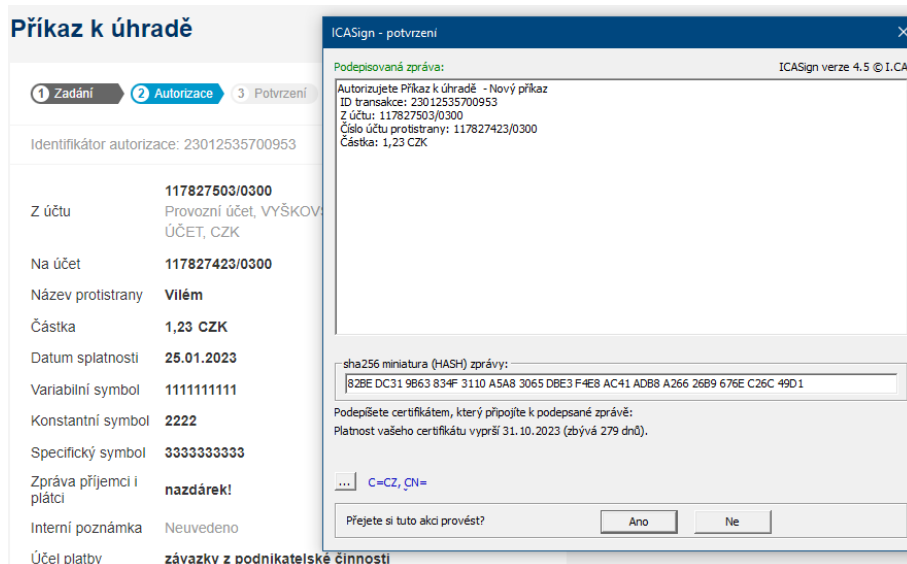 Příkaz k úhradě
1 Zadání
2 Autorizace
3 Potvrzení
Identifikátor autorizace: 23012535700953
Z účtu
117827503/0300
Provozní účet, VYŠKOVS
ÚČET, CZK
Na účet 117827423/0300
Název protistrany Vilém
Částka 1,23 CZK
Datum splatnosti 25.01.2023
Variabilní symbol 1111111111
Konstantní symbol 2222
Specifický symbol 3333333333
Zpráva příjemci i
plátci
nazdárek!
Interní poznámka Neuvedeno
Účel platby závazky z podnikatelské činnosti
ICASign - potvrzení
Podepisovaná zpráva: ICASign verze 4.5 © I.CA
Autorizujete Příkaz k úhradě - Nový příkaz
ID transakce: 23012535700953
Z účtu: 117827503/0300
Číslo účtu protistrany: 117827423/0300
Částka: 1,23 CZK
sha256 miniatura (HASH) zprávy:
82BE DC31 9B63 834F 3110 A5A8 3065 DBE3 F4E8 AC41 ADB8 A266 26B9 676E C26C 49D1
Podepíšete certifikátem, který připojíte k podepsané zprávě:
Platnost vašeho certifikátu vyprší 31.10.2023 (zbývá 279 dnů).
... C=CZ, CN=
Přejete si tuto akci provést? Ano Ne